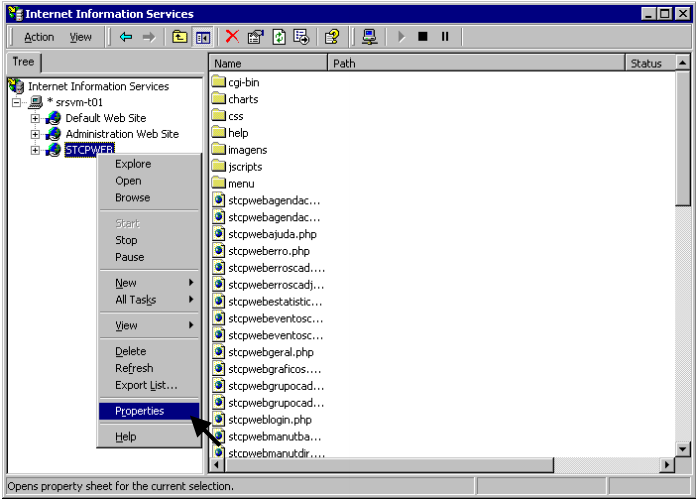 Internet Information Services
Action View
Tree
Name Path Status
Internet Information Services
* srsvm-t01
Default Web Site
Administration Web Site
STCPWEB
Explore
Open
Browse
Start
Stop
Pause
New
All Tasks
View
Delete
Refresh
Export List...
Properties
Help
cgi-bin
charts
css
help
imagens
jscripts
menu
stcpwebagendac...
stcpwebagendac...
stcpwebajuda.php
stcpweberro.php
stcpweberroscad....
stcpweberroscadj...
stcpwebestatistic...
stcpwebeventosc...
stcpwebeventosc...
stcpwebgeral.php
stcpwebgraficos....
stcpwebgrupocad...
stcpwebgrupocad...
stcpweblogin.php
stcpwebmanutba...
stcpwebmanutdir....
Opens property sheet for the current selection.